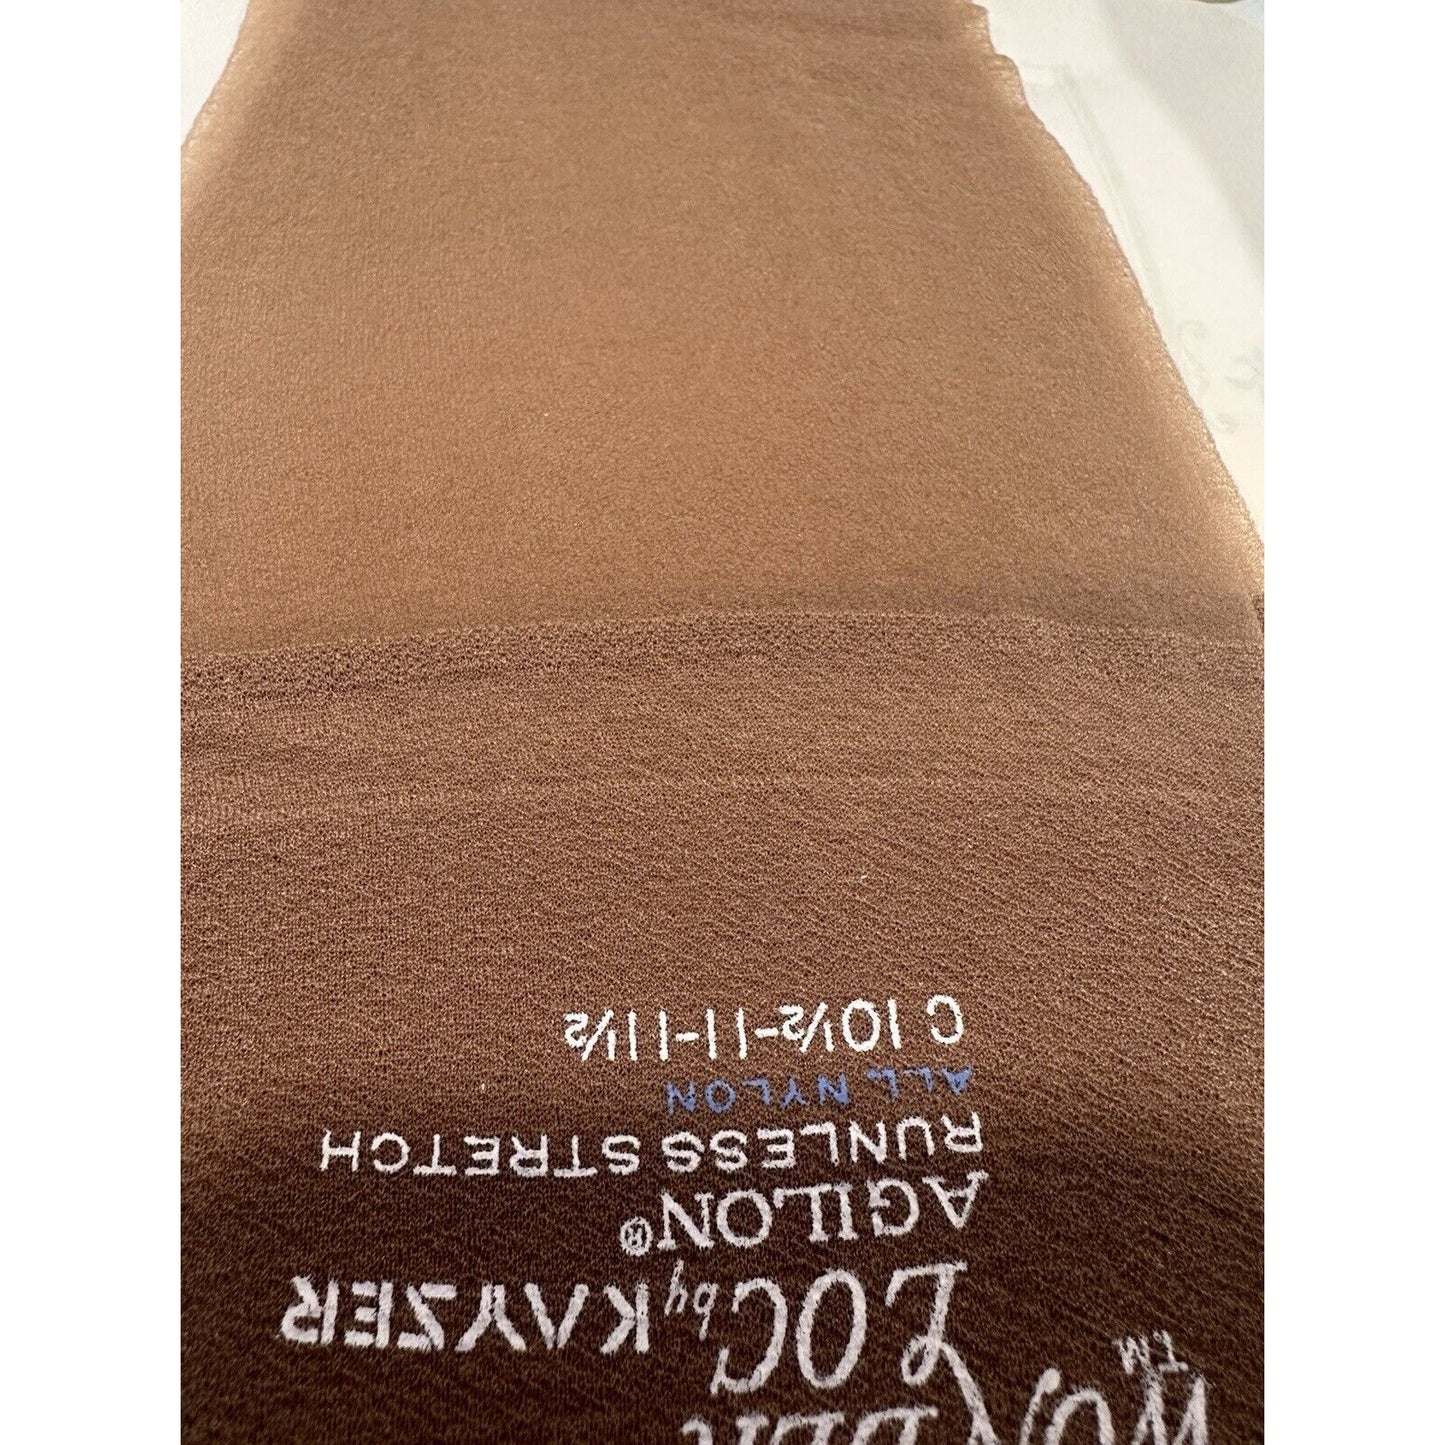 WONDER
LOC by KAYSER
AGILON®
RUNLESS STRETCH
ALL NYLON
C 10½-11-11½
TM